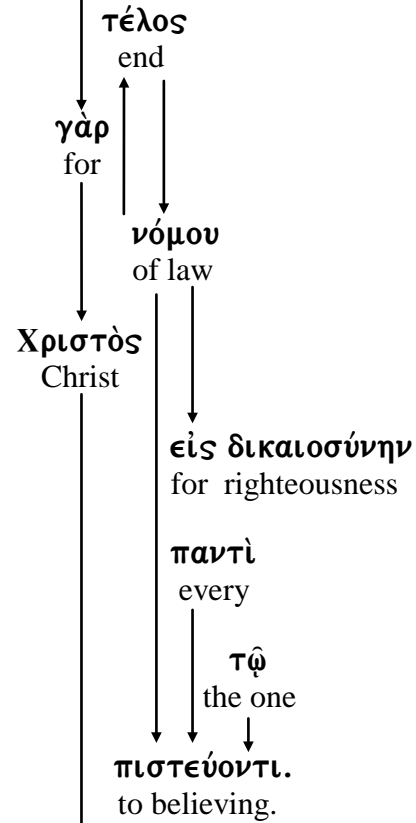 τέλος
end
γὰρ
for
νόμου
of law
Χριστὸς
Christ
εἰς δικαιοσύνην
for righteousness
παντὶ
every
τῷ
the one
πιστεύοντι.
to believing.